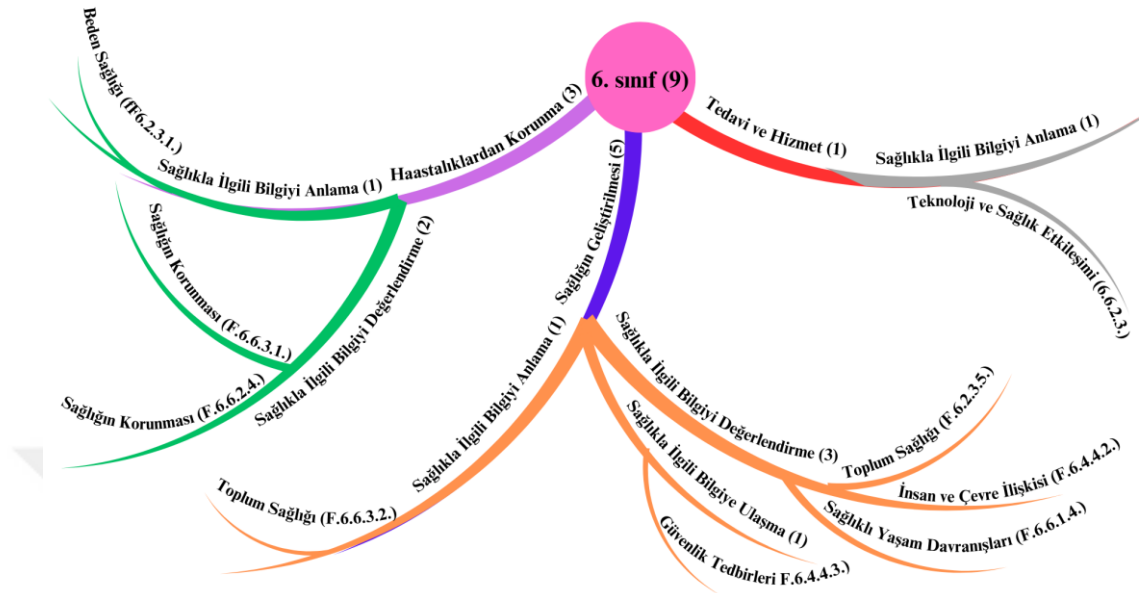 6. sınıf (9)
Haastalıklardan Korunma (3)
Sağlıkla İlgili Bilgiyi Anlama (1)
Beden Sağlığı (fF6.2.3.1.)
Sağlıkla İlgili Bilgiyi Değerlendirme (2)
Sağlığın Korunması (F.6.6.3.1.)
Sağlığın Korunması (F.6.6.2.4.)
Sağlığın Geliştirilmesi (5)
Sağlıkla İlgili Bilgiyi Anlama (1)
Toplum Sağlığı (F.6.6.3.2.)
Sağlıkla İlgili Bilgiye Ulaşma (1)
Güvenlik Tedbirleri F.6.4.4.3.)
Sağlıkla İlgili Bilgiyi Değerlendirme (3)
Toplum Sağlığı (F.6.2.3.5.)
İnsan ve Çevre İlişkisi (F.6.4.4.2.)
Sağlıklı Yaşam Davranışları (F.6.6.1.4.)
Tedavi ve Hizmet (1)
Sağlıkla İlgili Bilgiyi Anlama (1)
Teknoloji ve Sağlık Etkileşimi (6.6.2.3.)